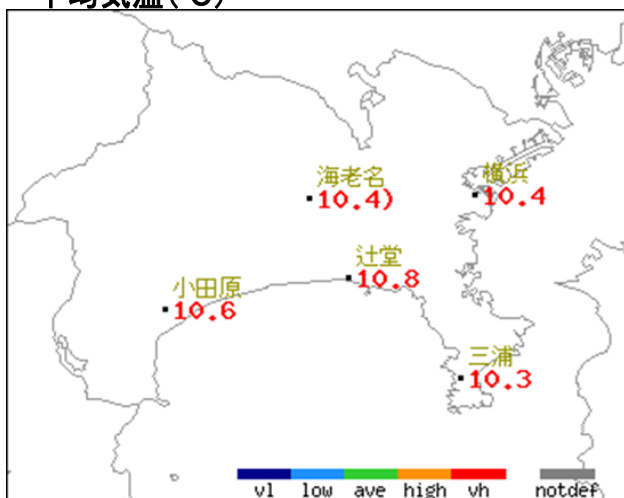 平均気温(℃)
海老名
10.4)
横浜
10.4
辻堂
10.8
小田原
10.6
三浦
10.3
vl low ave high vh notdef